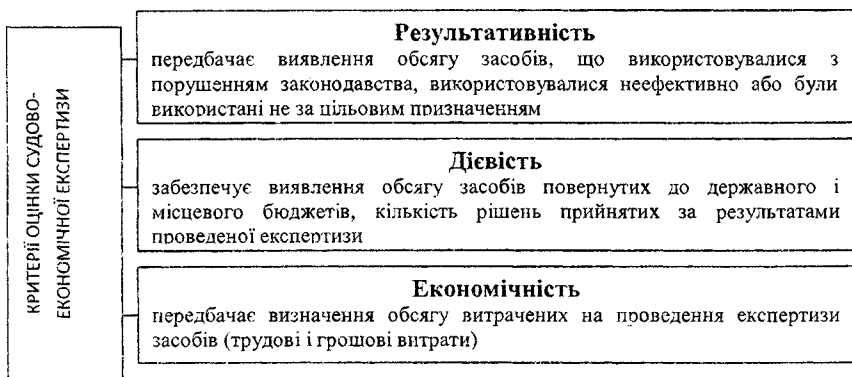 КРИТЕРІЇ ОЦІНКИ СУДОВО-
ЕКОНОМІЧНОЇ ЕКСПЕРТИЗИ
Результативність
передбачає виявлення обсягу засобів, що використовувалися з
порушенням законодавства, використовувалися неефективно або були
використані не за цільовим призначенням
Дієвість
забезпечує виявлення обсягу засобів повернутих до державного і
місцевого бюджетів, кількість рішень прийнятих за результатами
проведеної експертизи
Економічність
передбачає визначення обсягу витрачених на проведення експертизи
засобів (трудові і грошові витрати)